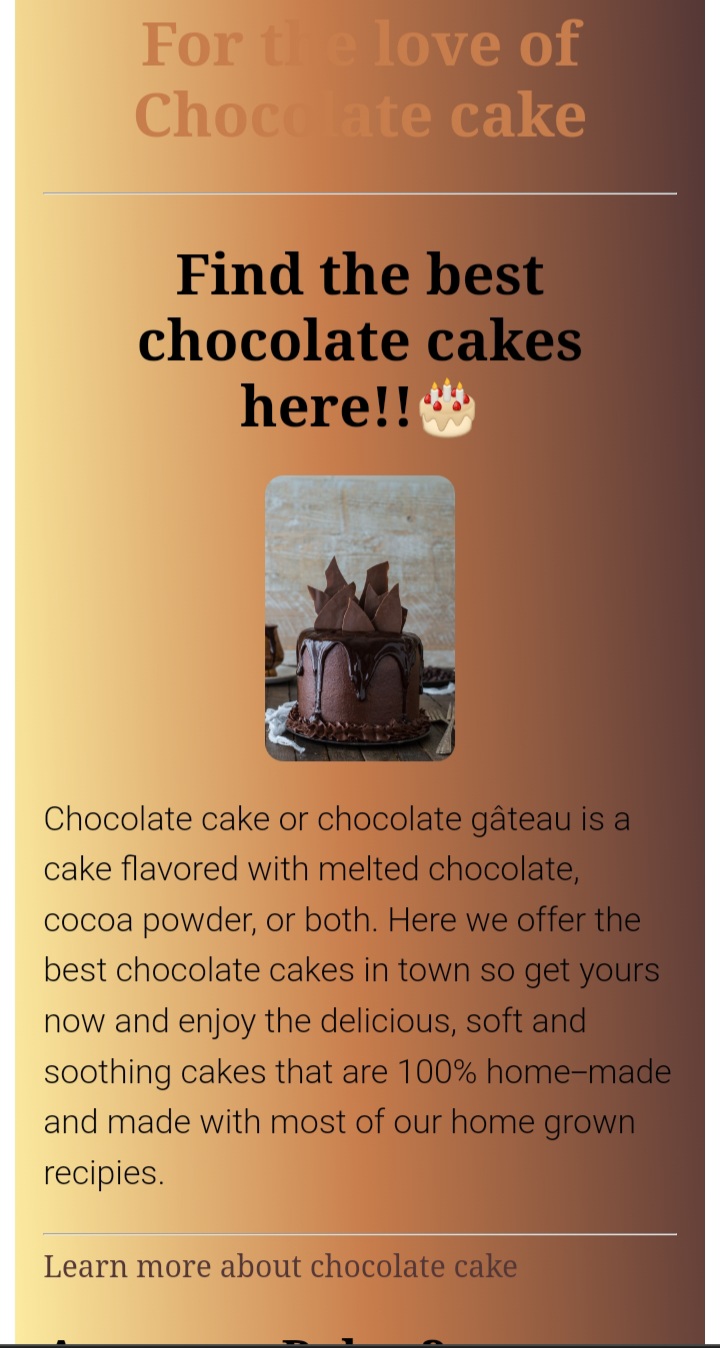 For the love of
Chocolate cake
Find the best
chocolate cakes
here!!🎂
Chocolate cake or chocolate gâteau is a
cake flavored with melted chocolate,
cocoa powder, or both. Here we offer the
best chocolate cakes in town so get yours
now and enjoy the delicious, soft and
soothing cakes that are 100% home–made
and made with most of our home grown
recipies.
Learn more about chocolate cake